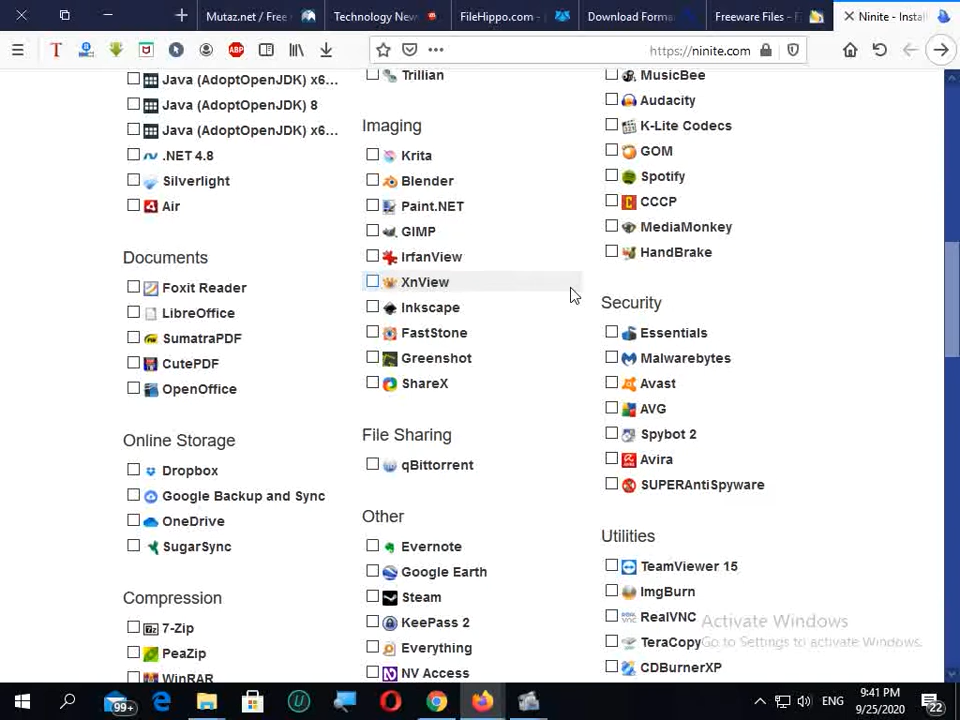 Mutaz.net / Free
Technology New
FileHippo.com -
Download Forma
Freeware Files - F
Ninite - Instal
https://ninite.com
Java (AdoptOpenJDK) x6...
Java (AdoptOpenJDK) 8
Java (AdoptOpenJDK) x6...
.NET 4.8
Silverlight
Air
Documents
Foxit Reader
LibreOffice
SumatraPDF
CutePDF
OpenOffice
Online Storage
Dropbox
Google Backup and Sync
OneDrive
SugarSync
Compression
7-Zip
PeaZip
WinRAR
Trillian
Imaging
Krita
Blender
Paint.NET
GIMP
IrfanView
XnView
Inkscape
FastStone
Greenshot
ShareX
File Sharing
qBittorrent
Other
Evernote
Google Earth
Steam
KeePass 2
Everything
NV Access
MusicBee
Audacity
K-Lite Codecs
GOM
Spotify
CCCP
MediaMonkey
HandBrake
Security
Essentials
Malwarebytes
Avast
AVG
Spybot 2
Avira
SUPERAntiSpyware
Utilities
TeamViewer 15
ImgBurn
RealVNC
TeraCopy
CDBurnerXP
Activate Windows
Go to Settings to activate Windows.
99+
ENG
9:41 PM
9/25/2020
22